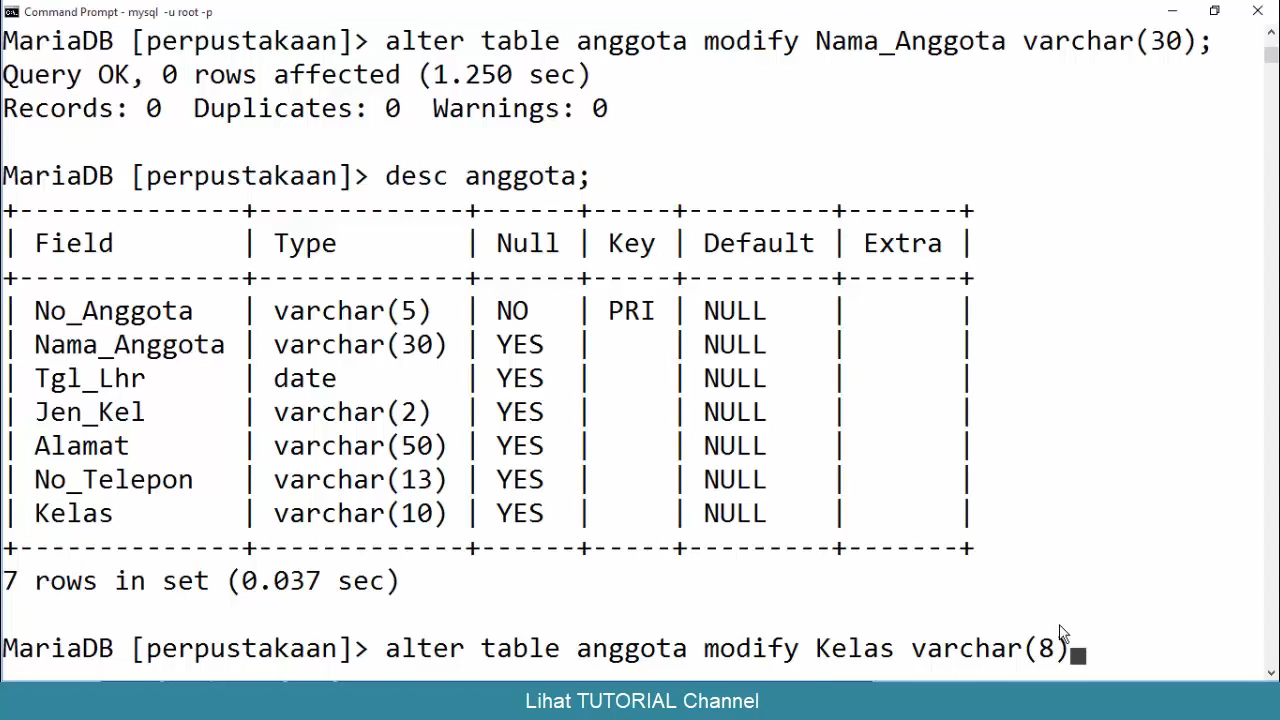 Command Prompt - mysql -u root -p
MariaDB [perpustakaan]> alter table anggota modify Nama_Anggota varchar(30);
Query OK, 0 rows affected (1.250 sec)
Records: 0  Duplicates: 0  Warnings: 0
MariaDB [perpustakaan]> desc anggota;
+---------------+-------------+------+-----+---------+-------+
| Field         | Type        | Null | Key | Default | Extra |
+---------------+-------------+------+-----+---------+-------+
| No_Anggota    | varchar(5)  | NO   | PRI | NULL    |       |
| Nama_Anggota  | varchar(30) | YES  |     | NULL    |       |
| Tgl_Lhr       | date        | YES  |     | NULL    |       |
| Jen_Kel       | varchar(2)  | YES  |     | NULL    |       |
| Alamat        | varchar(50) | YES  |     | NULL    |       |
| No_Telepon    | varchar(13) | YES  |     | NULL    |       |
| Kelas         | varchar(10) | YES  |     | NULL    |       |
+---------------+-------------+------+-----+---------+-------+
7 rows in set (0.037 sec)
MariaDB [perpustakaan]> alter table anggota modify Kelas varchar(8)
Lihat TUTORIAL Channel